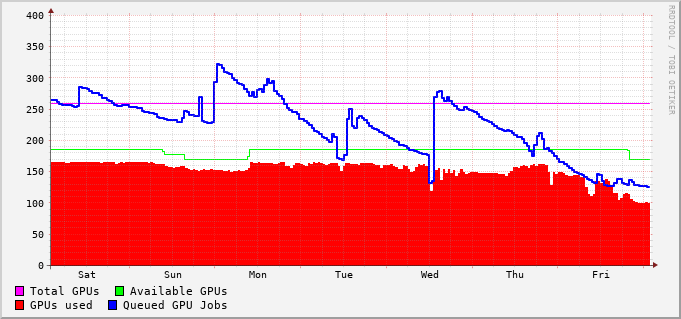 400
350
300
250
200
150
100
50
0
Sat Sun Mon Tue Wed Thu Fri
Total GPUs Available GPUs
GPUs used Queued GPU Jobs
RRDTOOL / TOBI OETIKER